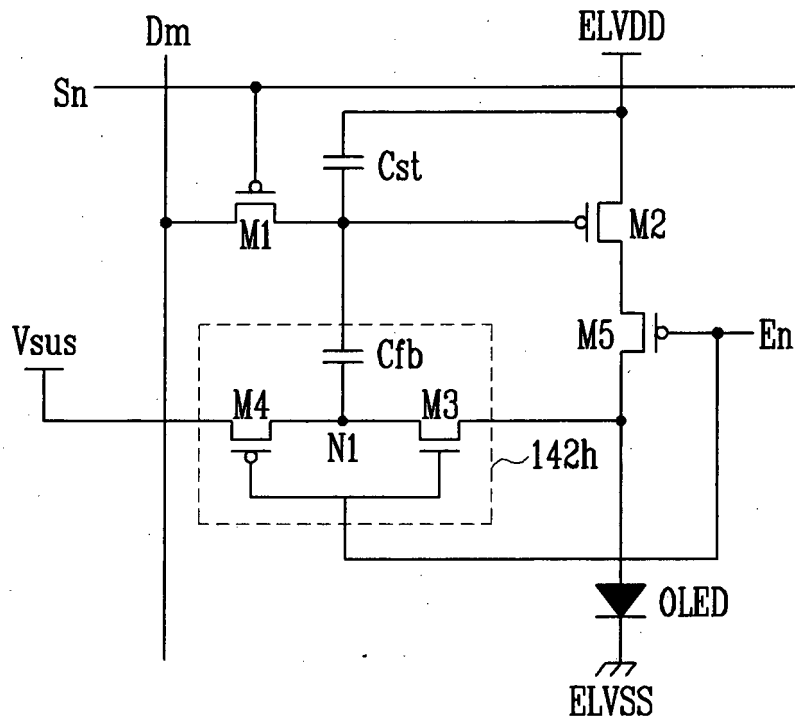 Dm
ELVDD
Sn
Cst
M1
M2
Vsus
Cfb
M5
En
M4
M3
N1
142h
OLED
ELVSS